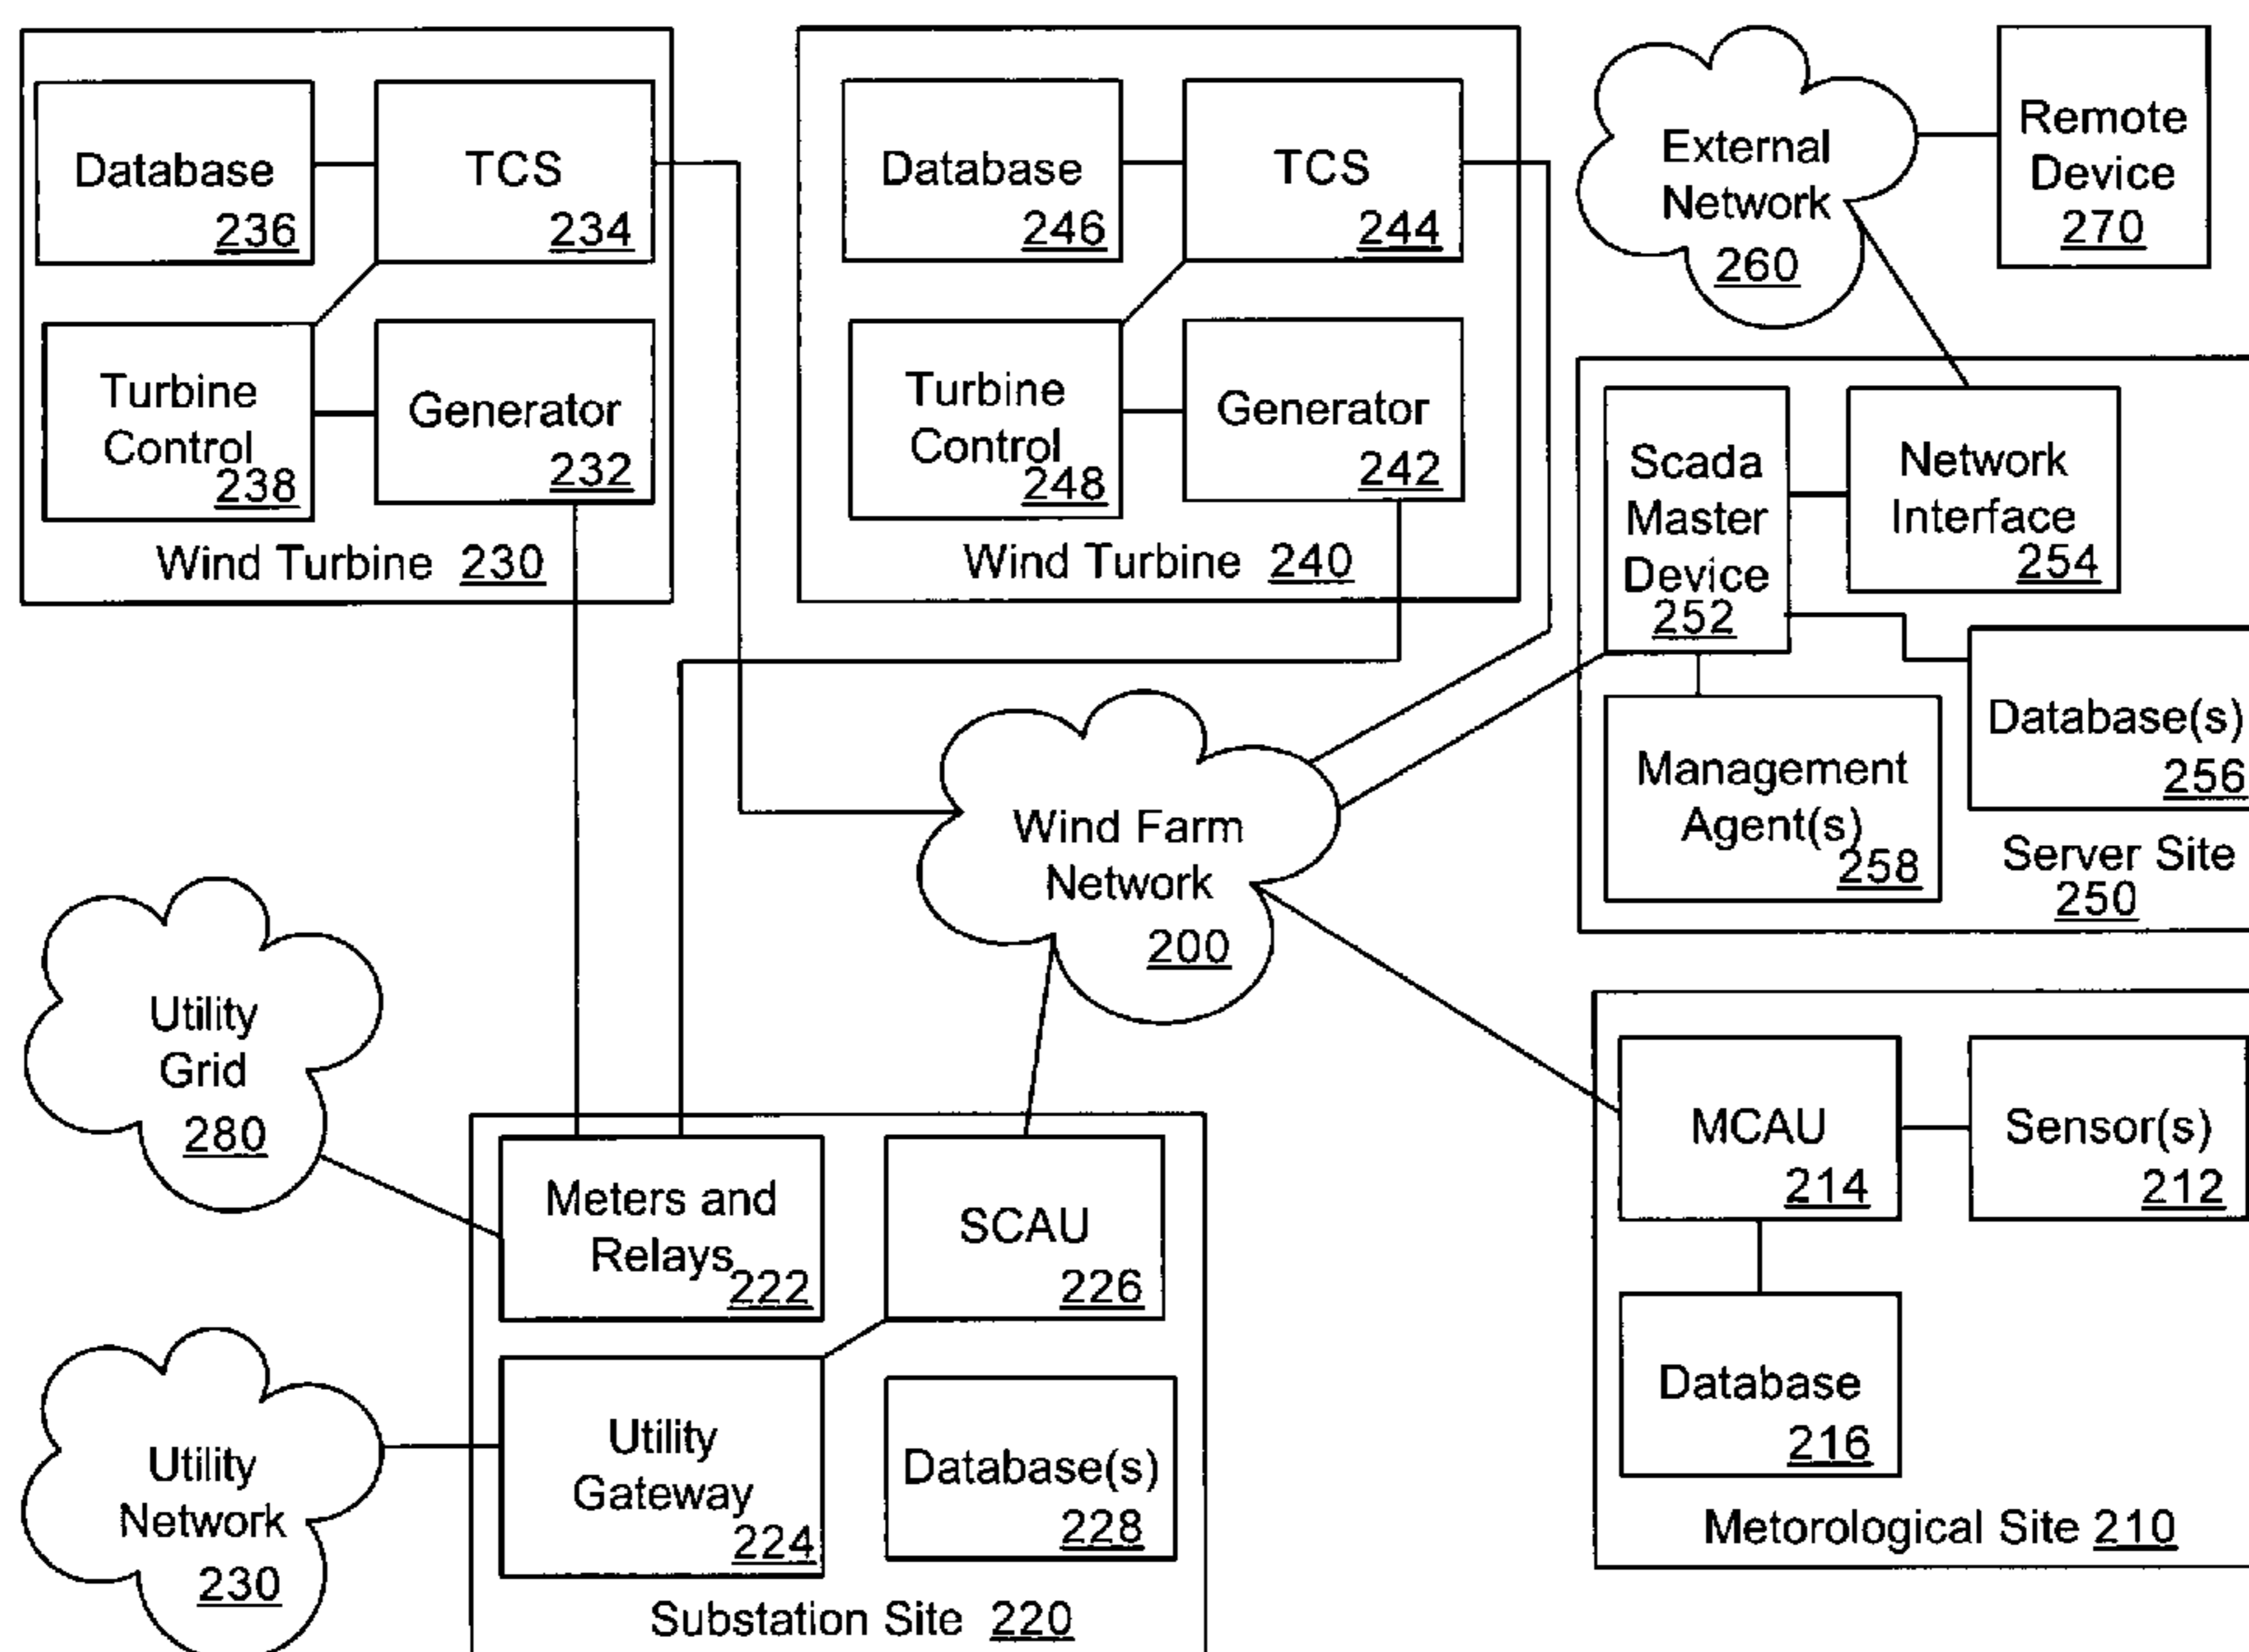 Database
236
TCS
234
Turbine
Control
238
Generator
232
Wind Turbine 230
Database
246
TCS
244
Turbine
Control
248
Generator
242
Wind Turbine 240
External
Network
260
Remote
Device
270
Scada
Master
Device
252
Network
Interface
254
Database(s)
256
Management
Agent(s)
258
Server Site
250
Wind Farm
Network
200
Utility
Grid
280
Utility
Network
230
Meters and
Relays
222
SCAU
226
Utility
Gateway
224
Database(s)
228
Substation Site 220
MCAU
214
Sensor(s)
212
Database
216
Metorological Site 210